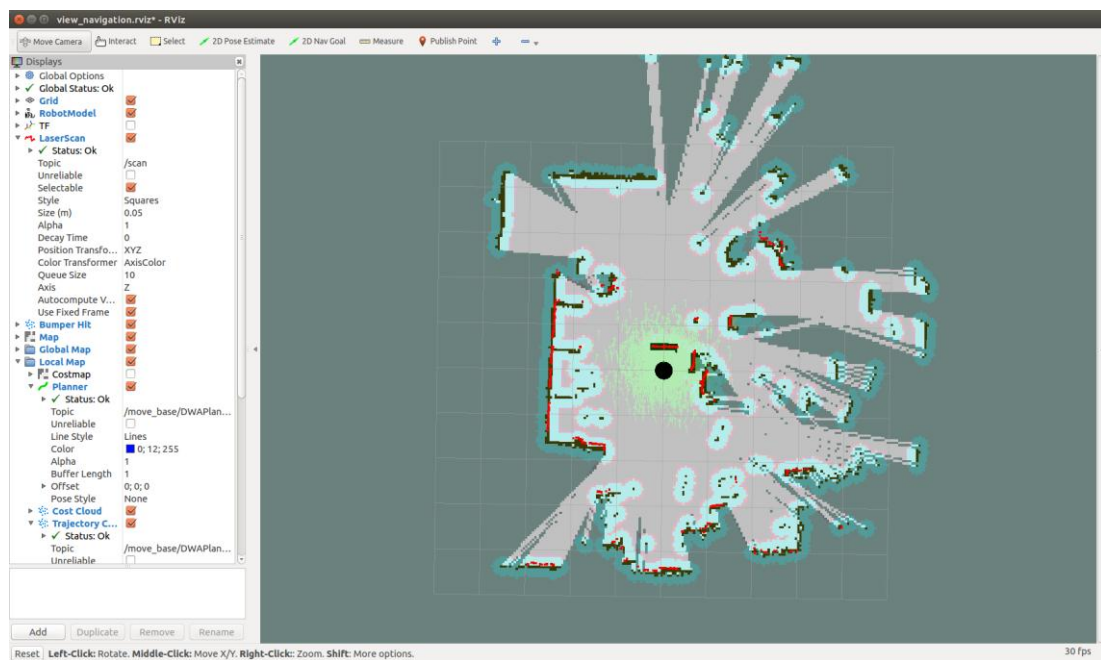 view_navigation.rviz* - RViz
Move Camera Interact Select 2D Pose Estimate 2D Nav Goal Measure Publish Point
Displays
Global Options
Global Status: Ok
Grid
RobotModel
TF
LaserScan
Status: Ok
Topic /scan
Unreliable
Selectable
Style Squares
Size (m) 0.05
Alpha 1
Decay Time 0
Position Transfo... XYZ
Color Transformer AxisColor
Queue Size 10
Axis Z
Autocompute V...
Use Fixed Frame
Bumper Hit
Map
Global Map
Local Map
Costmap
Planner
Status: Ok
Topic /move_base/DWAPlan...
Unreliable
Line Style Lines
Color 0; 12; 255
Alpha 1
Buffer Length 1
Offset 0; 0; 0
Pose Style None
Cost Cloud
Trajectory C...
Status: Ok
Topic /move_base/DWAPlan...
Unreliable
Add Duplicate Remove Rename
Reset Left-Click: Rotate. Middle-Click: Move X/Y. Right-Click:: Zoom. Shift: More options. 30 fps